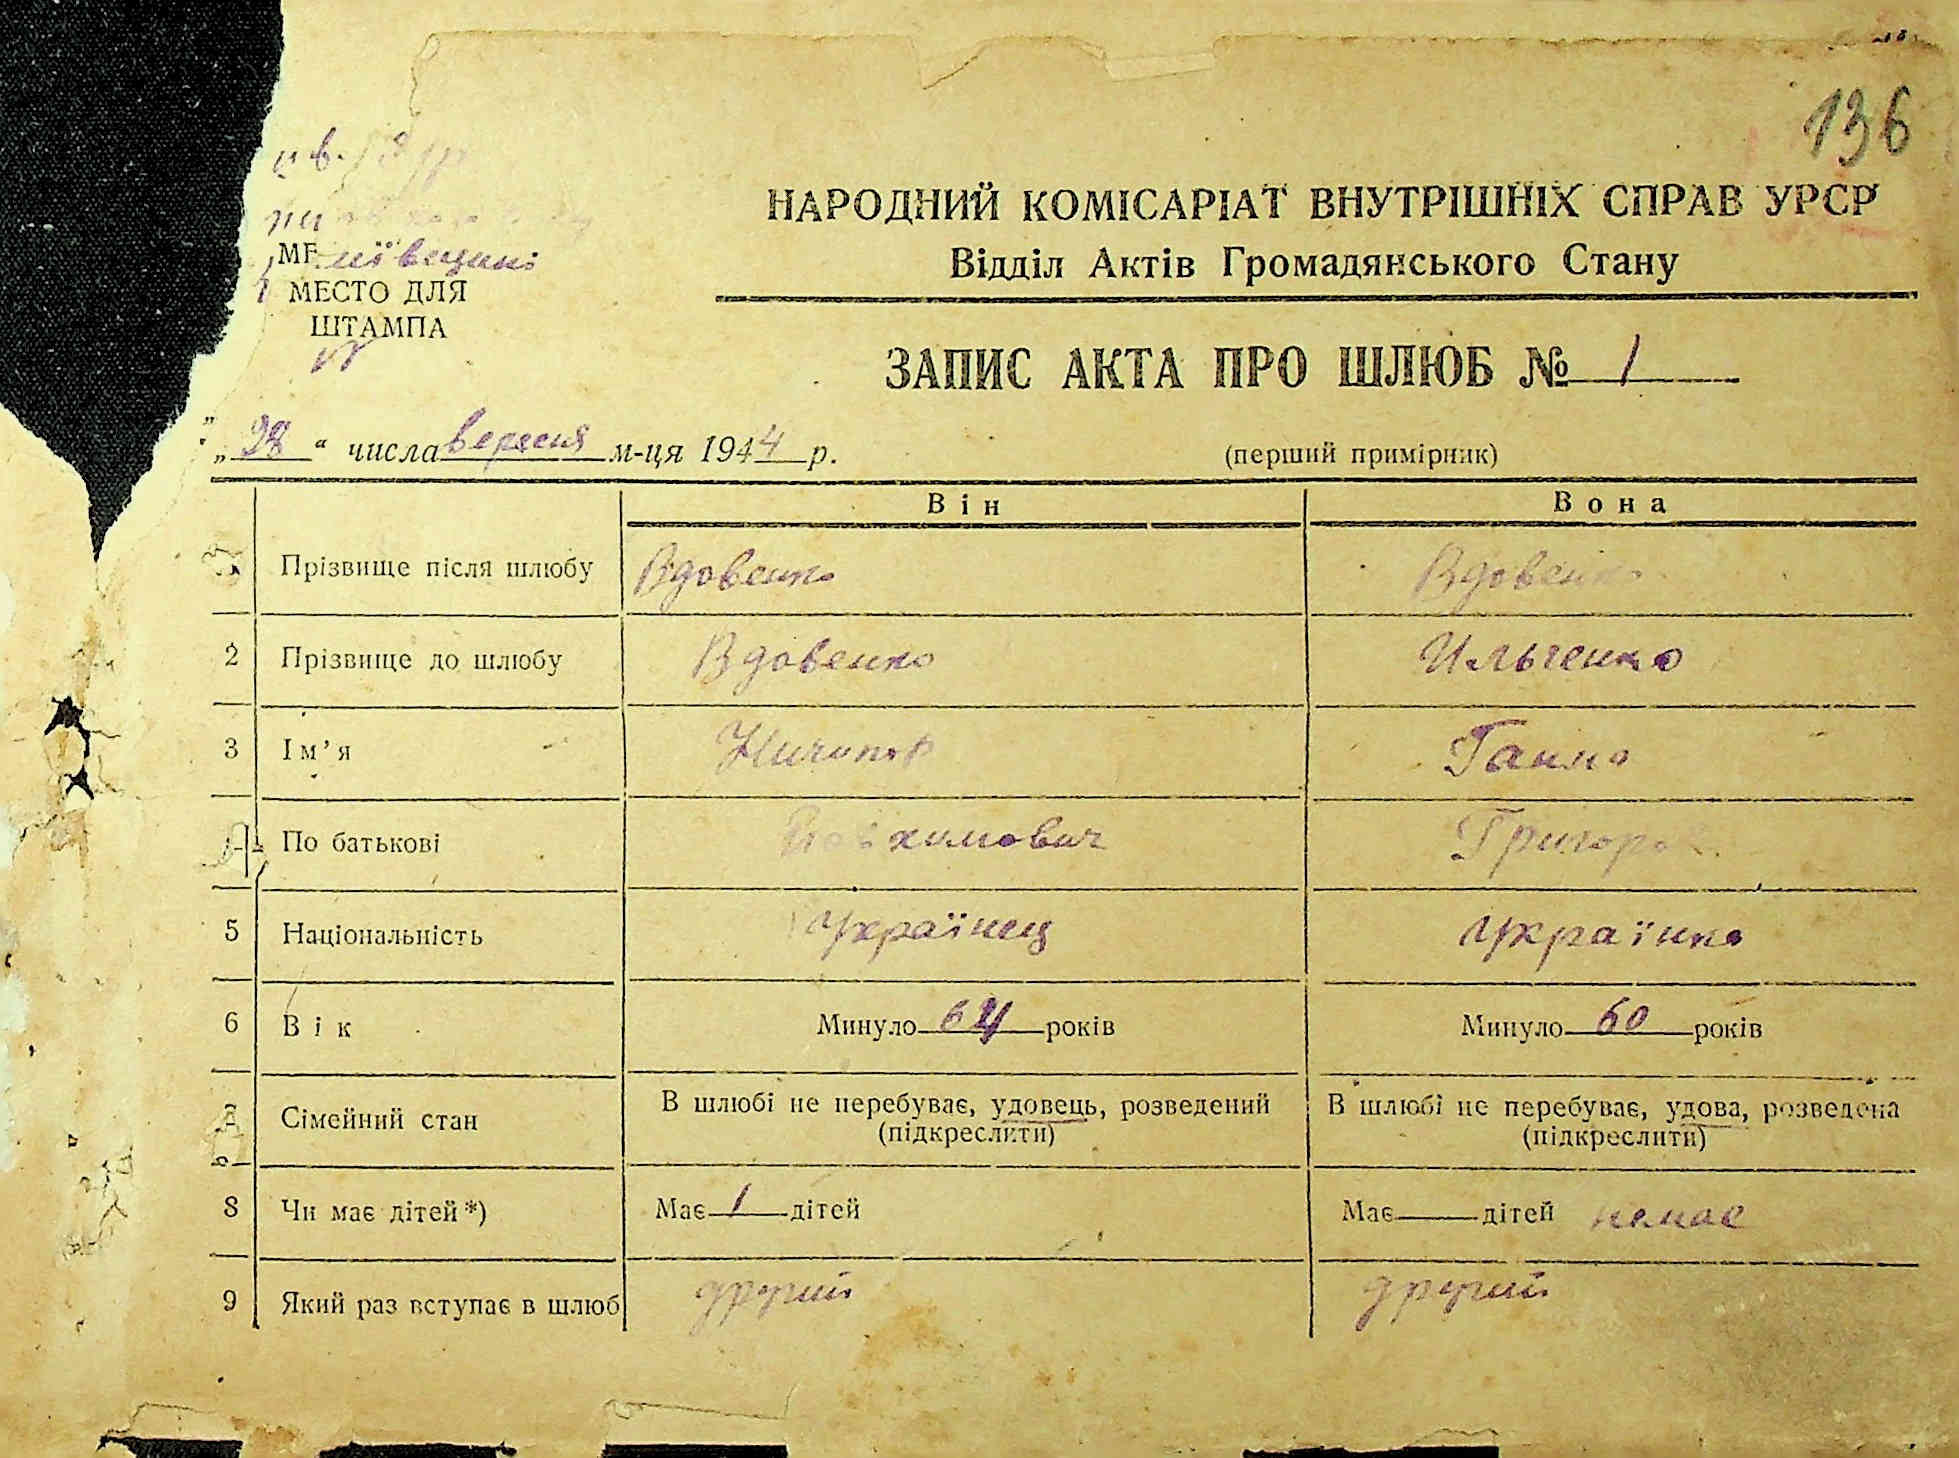 136
НАРОДНИЙ КОМІСАРІАТ ВНУТРІШНІХ СПРАВ УРСР
Відділ Актів Громадянського Стану
МЕСТО ДЛЯ
ШТАМПА
ЗАПИС АКТА ПРО ШЛЮБ № 1
„28“ числа вересня м-ця 1944 р.
(перший примірник)
Він Вона
Прізвище після шлюбу Вдовенко Вдовенко
2 Прізвище до шлюбу Вдовенко Ильченко
3 Ім’я Ничипор Ганна
По батькові Григоров
5 Національність Українець Українка
6 Вік Минуло 64 років Минуло 60 років
7 Сімейний стан В шлюбі не перебуває, удовець, розведений В шлюбі не перебуває, удова, розведена
(підкреслити) (підкреслити)
8 Чи має дітей*) Має 1 дітей Має дітей немає
9 Який раз вступає в шлюб другий другий